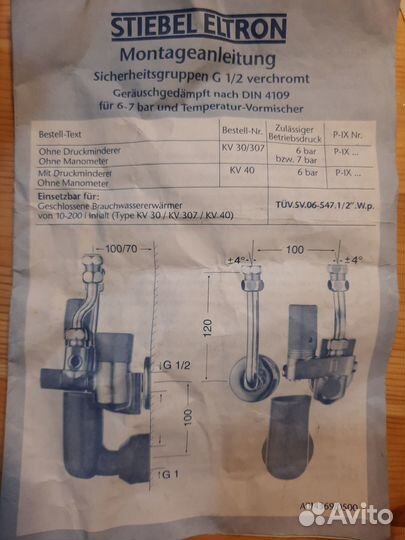 STIEBEL ELTRON
Montageanleitung
Sicherheitsgruppen G 1/2 verchromt
Geräuschgedämpft nach DIN 4109
für 6-7 bar und Temperatur-Vormischer
Bestell-Text Bestell-Nr. Zulässiger Betriebsdruck P-IX Nr.
Ohne Druckminderer KV 30/307 6 bar P-IX ...
Ohne Manometer bzw. 7 bar
Mit Druckminderer KV 40 6 bar P-IX ...
Ohne Manometer
Einsetzbar für:
Geschlossene Brauchwassererwärmer TÜV.SV.06-547.1/2".W.p.
von 10-200 l Inhalt (Type KV 30 / KV 307 / KV 40)
100/70
±4°
100
±4°
120
G 1/2
100
G 1
Avito